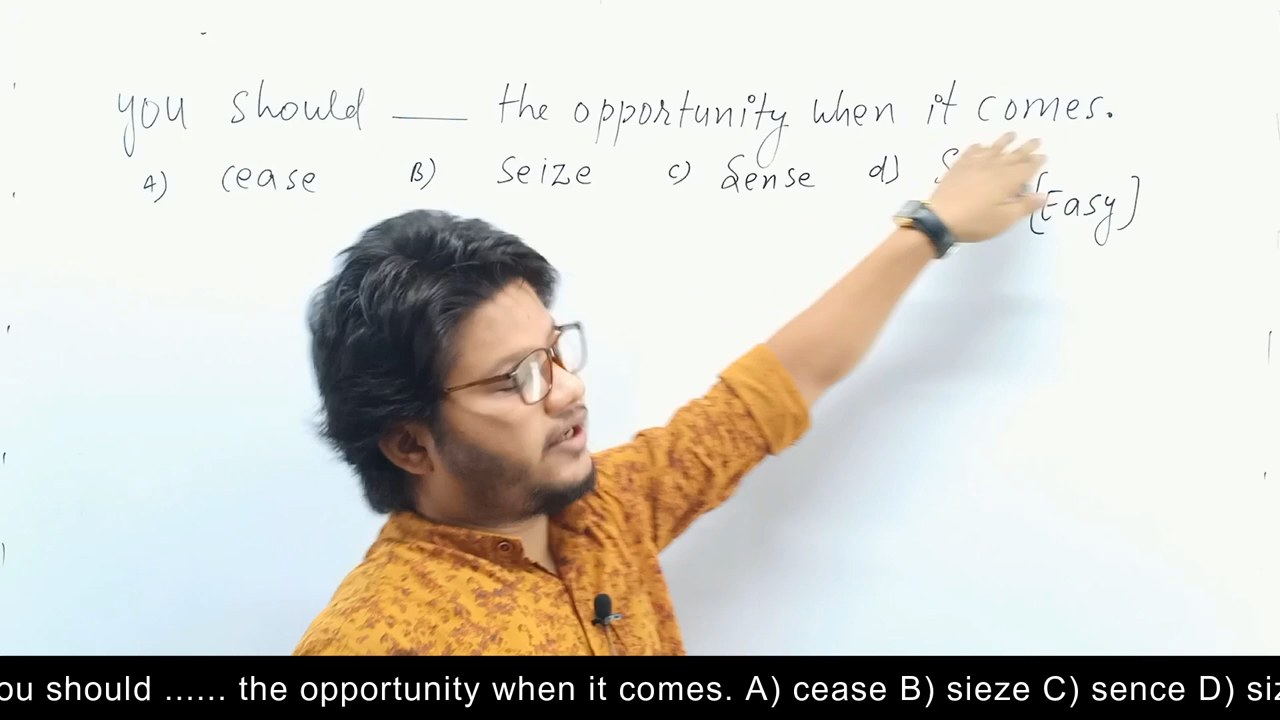 you should ___ the opportunity when it comes.
A) cease B) seize c) sense d)
[Easy]
ou should ...... the opportunity when it comes. A) cease B) sieze C) sence D) siz